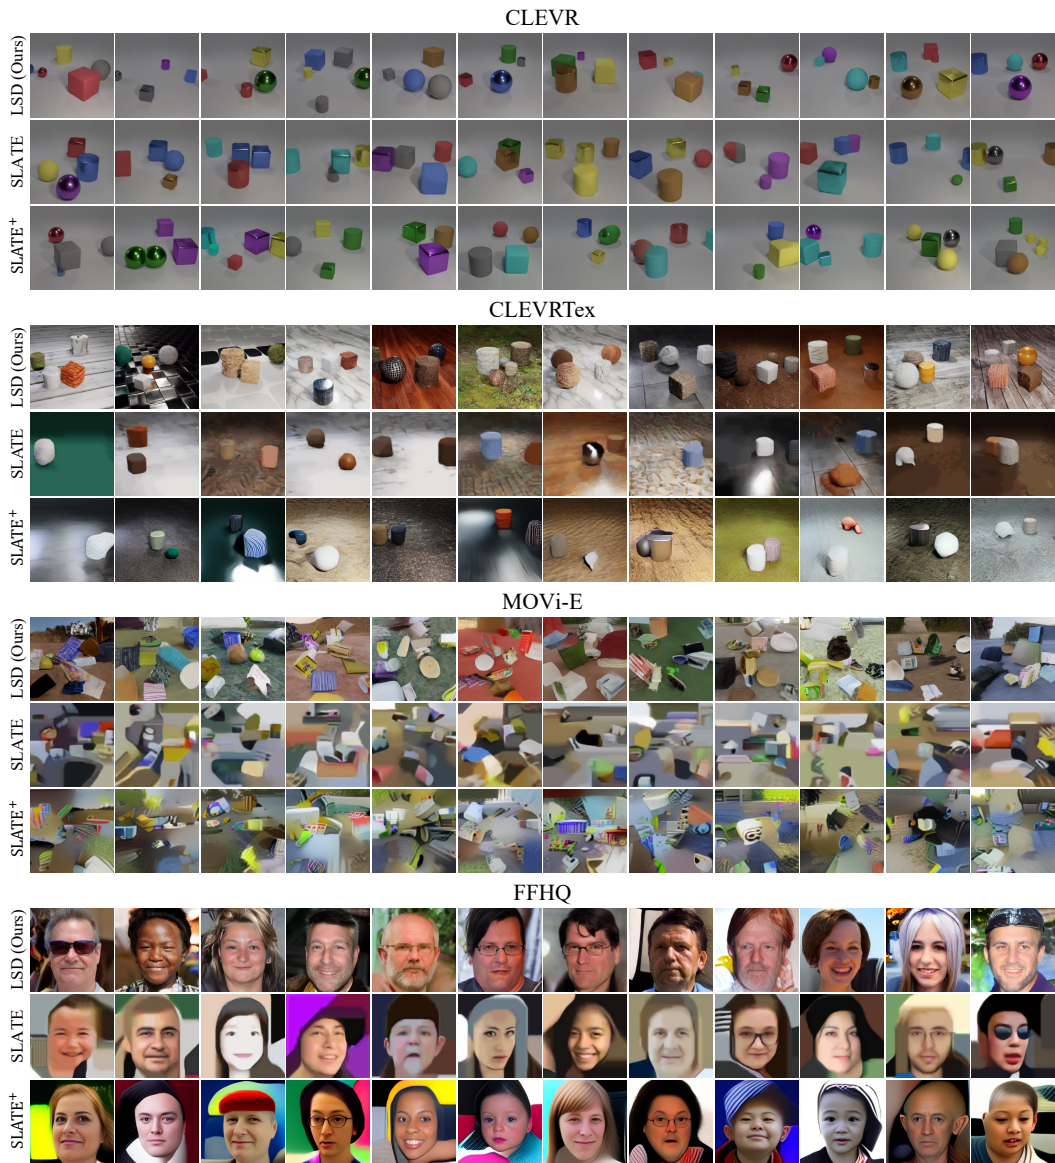 CLEVR
LSD (Ours)
SLATE
SLATE+
CLEVRTex
LSD (Ours)
SLATE
SLATE+
MOVi-E
LSD (Ours)
SLATE
SLATE+
FFHQ
LSD (Ours)
SLATE
SLATE+